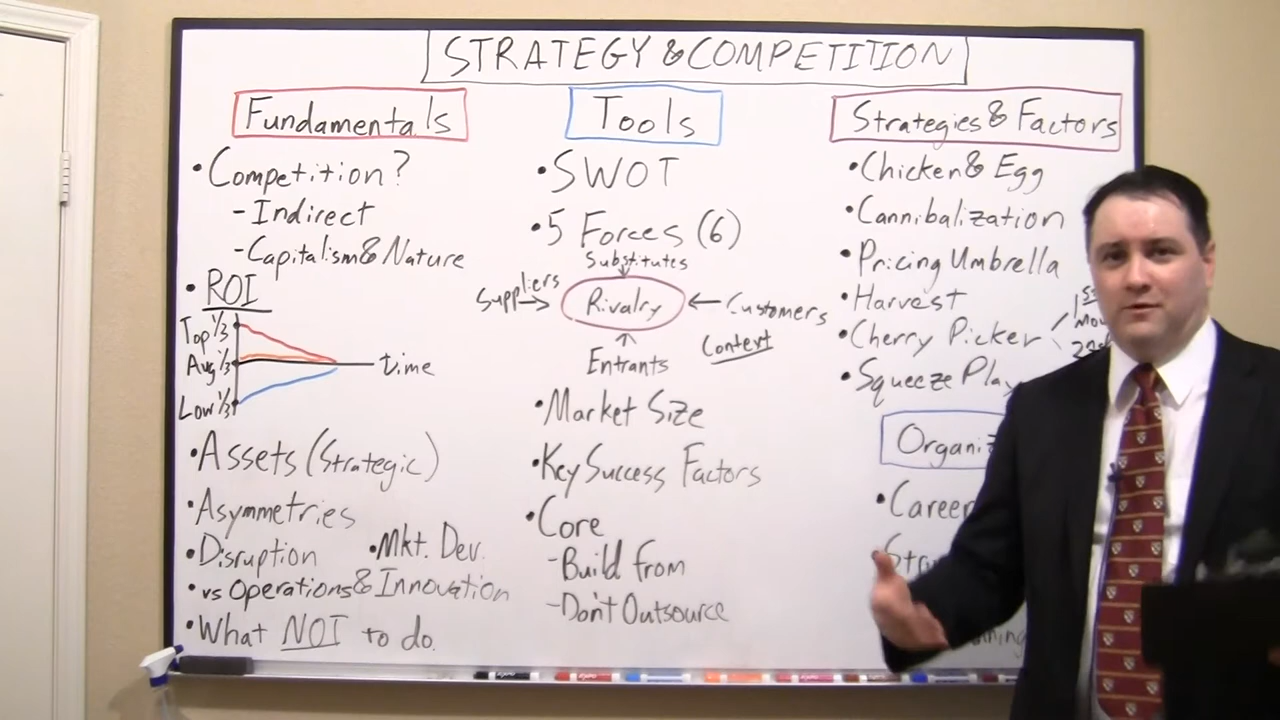 STRATEGY & COMPETITION
Fundamentals
• Competition?
- Indirect
- Capitalism & Nature
• ROI
Top 1/3
Avg 1/3
Low 1/3
time
• Assets (Strategic)
• Asymmetries
• Disruption
• Mkt. Dev.
• vs Operations & Innovation
• What NOT to do.
Tools
• SWOT
• 5 Forces (6)
Substitutes
Suppliers
Rivalry
Customers
Entrants
Context
• Market Size
• Key Success Factors
• Core
- Build from
- Don't Outsource
Strategies & Factors
• Chicken & Egg
• Cannibalization
• Pricing Umbrella
• Harvest
• Cherry Picker
• Squeeze Play
• Career